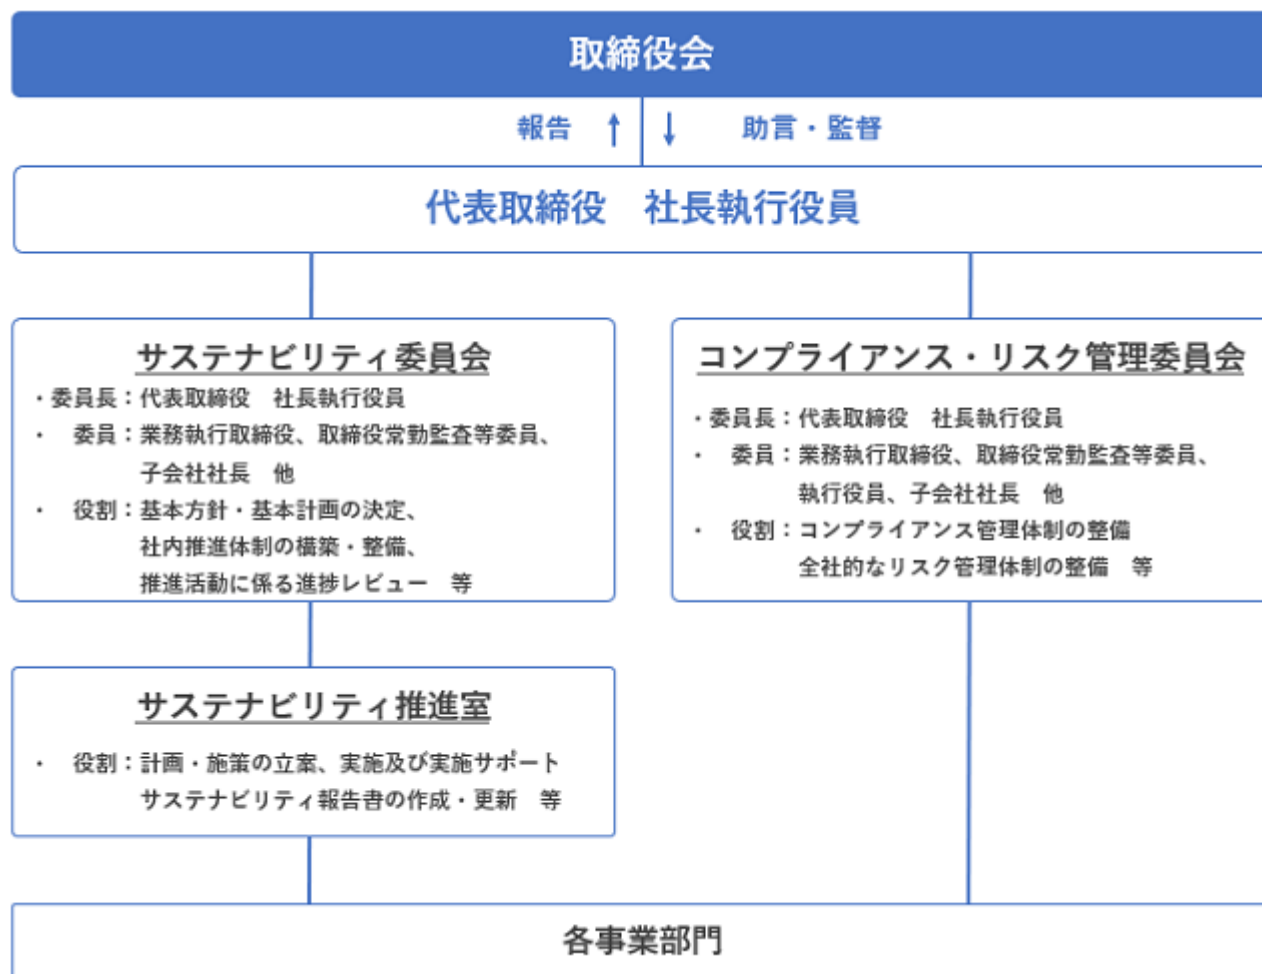 取締役会
報告 ↑ ↓ 助言・監督
代表取締役　社長執行役員
サステナビリティ委員会
・委員長：代表取締役　社長執行役員
・　委員：業務執行取締役、取締役常勤監査等委員、
子会社社長　他
・　役割：基本方針・基本計画の決定、
社内推進体制の構築・整備、
推進活動に係る進捗レビュー　等
コンプライアンス・リスク管理委員会
・委員長：代表取締役　社長執行役員
・　委員：業務執行取締役、取締役常勤監査等委員、
執行役員、子会社社長　他
・　役割：コンプライアンス管理体制の整備
全社的なリスク管理体制の整備　等
サステナビリティ推進室
・　役割：計画・施策の立案、実施及び実施サポート
サステナビリティ報告書の作成・更新　等
各事業部門